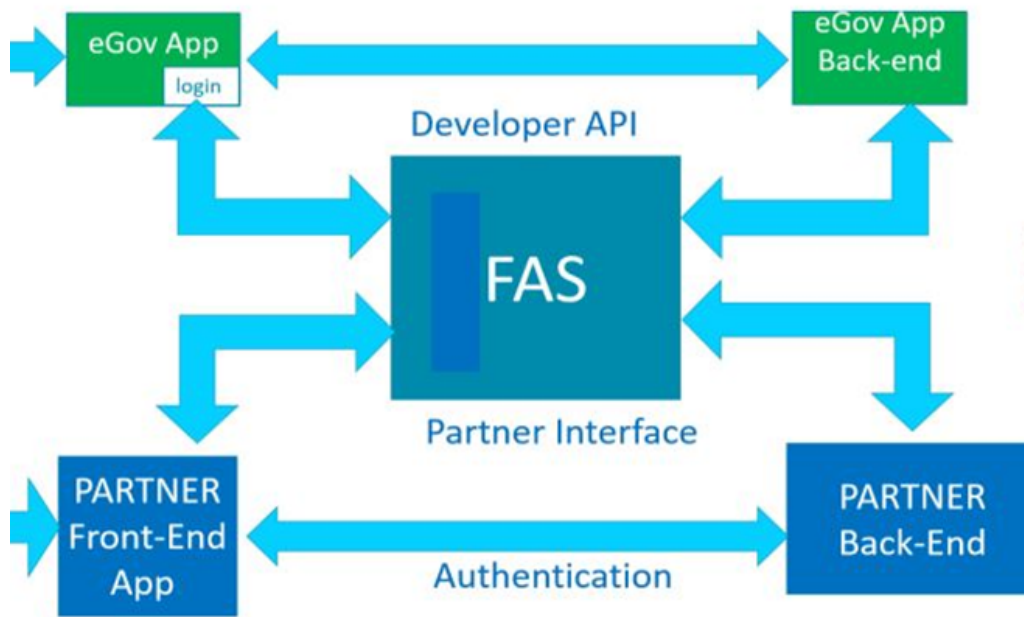 eGov App
login
eGov App
Back-end
Developer API
FAS
Partner Interface
PARTNER
Front-End
App
PARTNER
Back-End
Authentication